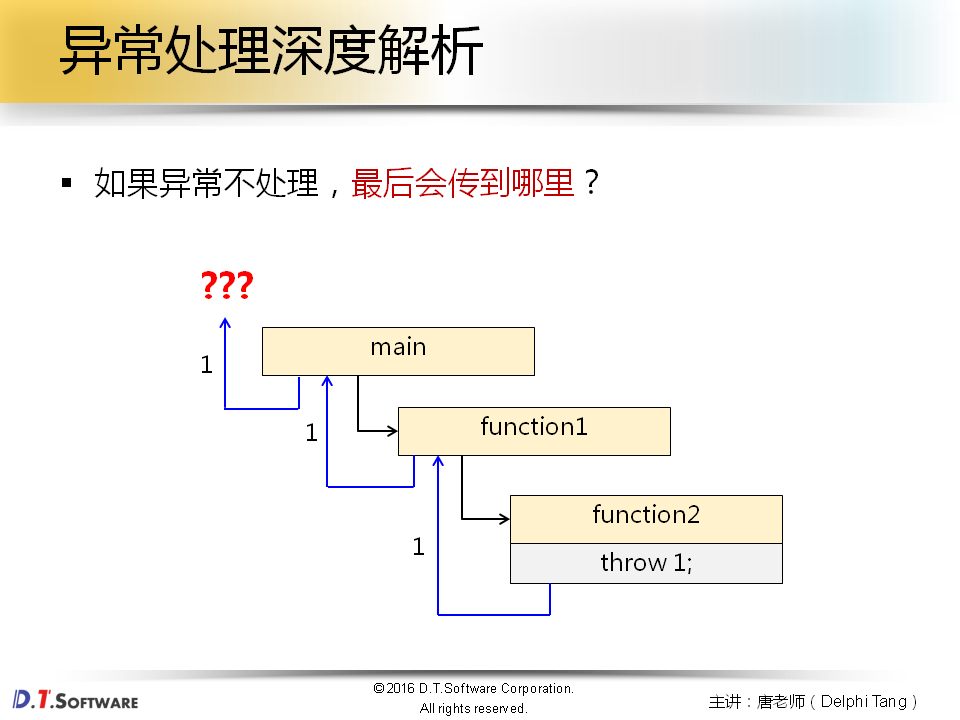 异常处理深度解析
▪ 如果异常不处理，最后会传到哪里？
???
main
1
1
function1
function2
1
throw 1;
D.T.SOFTWARE
© 2016 D.T.Software Corporation.
All rights reserved.
主讲：唐老师（Delphi Tang）